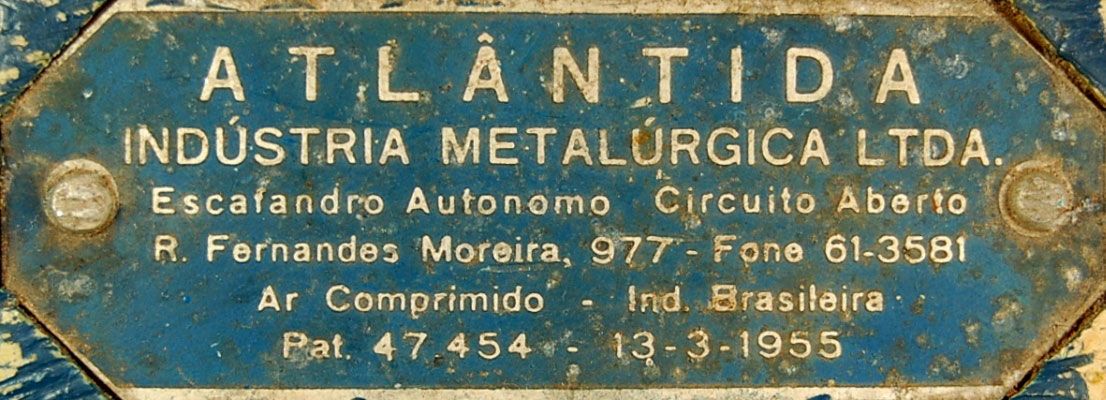 ATLÂNTIDA
INDÚSTRIA METALÚRGICA LTDA.
Escafandro Autonomo Circuito Aberto
R. Fernandes Moreira, 977 - Fone 61-3581
Ar Comprimido - Ind. Brasileira
Pat. 47.454 - 13-3-1955